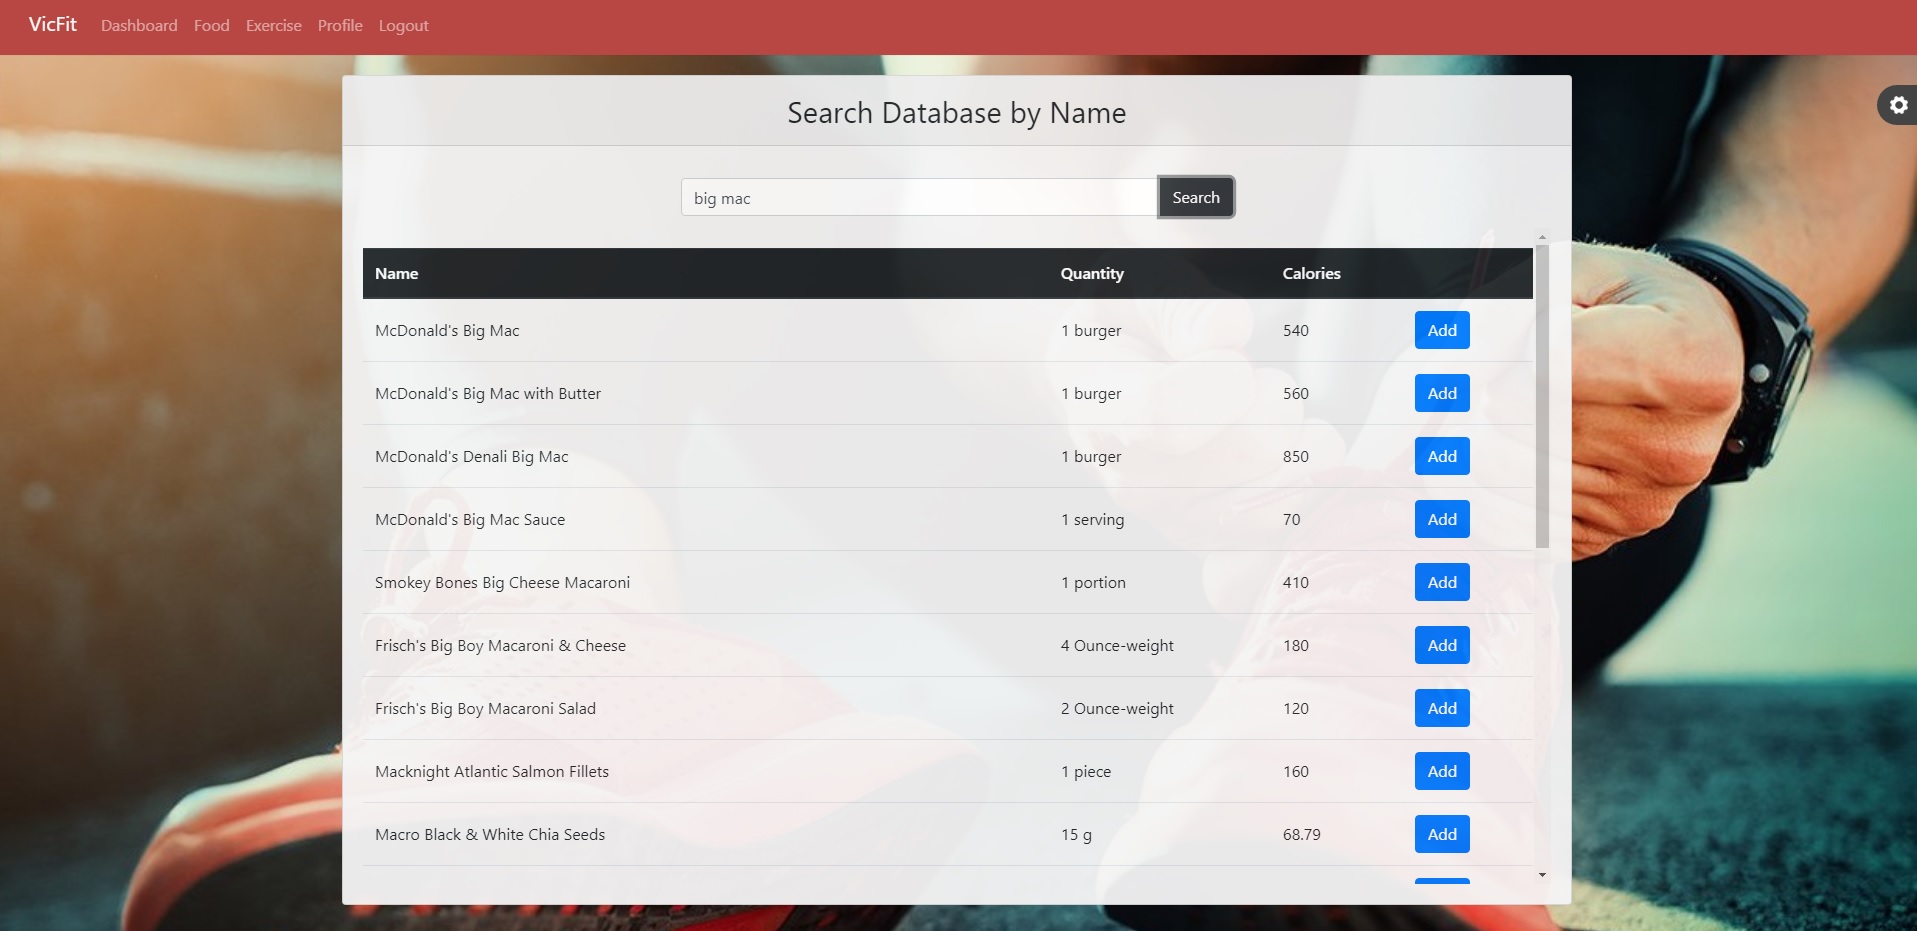 VicFit Dashboard Food Exercise Profile Logout
Search Database by Name
big mac Search
Name Quantity Calories
McDonald's Big Mac 1 burger 540 Add
McDonald's Big Mac with Butter 1 burger 560 Add
McDonald's Denali Big Mac 1 burger 850 Add
McDonald's Big Mac Sauce 1 serving 70 Add
Smokey Bones Big Cheese Macaroni 1 portion 410 Add
Frisch's Big Boy Macaroni & Cheese 4 Ounce-weight 180 Add
Frisch's Big Boy Macaroni Salad 2 Ounce-weight 120 Add
Macknight Atlantic Salmon Fillets 1 piece 160 Add
Macro Black & White Chia Seeds 15 g 68.79 Add